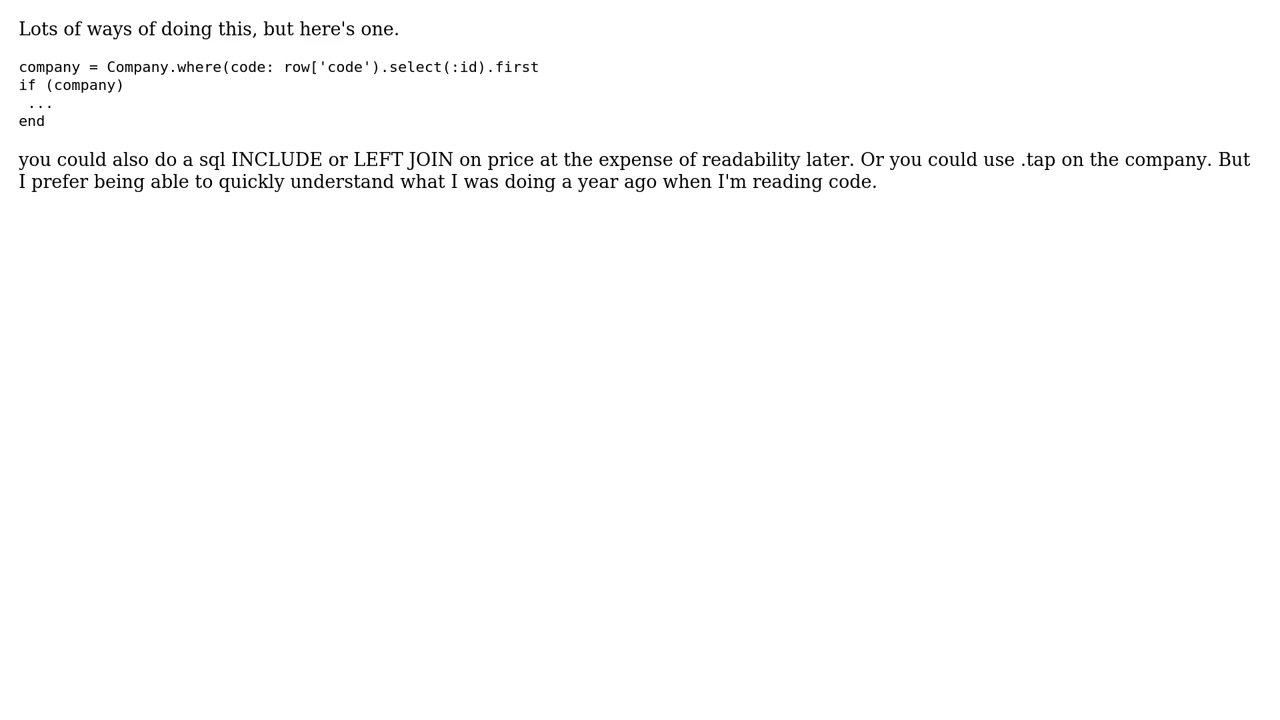 Lots of ways of doing this, but here's one.
company = Company.where(code: row['code').select(:id).first
if (company)
 ...
end
you could also do a sql INCLUDE or LEFT JOIN on price at the expense of readability later. Or you could use .tap on the company. But
I prefer being able to quickly understand what I was doing a year ago when I'm reading code.